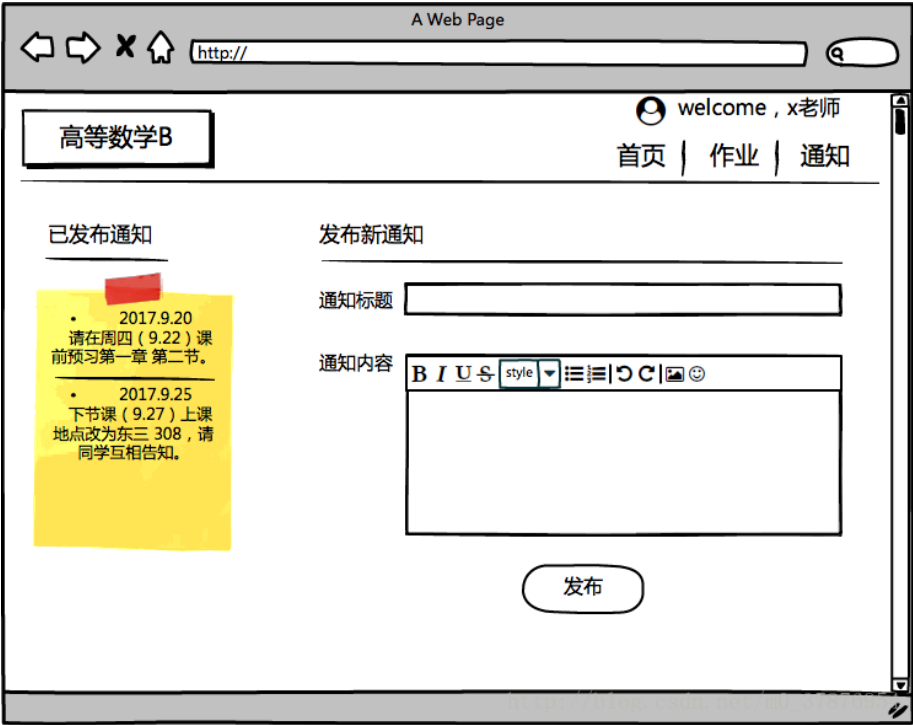 A Web Page
http://
welcome，x老师
高等数学B
首页 | 作业 | 通知
已发布通知
• 2017.9.20
请在周四（9.22）课
前预习第一章 第二节。
• 2017.9.25
下节课（9.27）上课
地点改为东三 308，请
同学互相告知。
发布新通知
通知标题
通知内容
B I U S style
发布